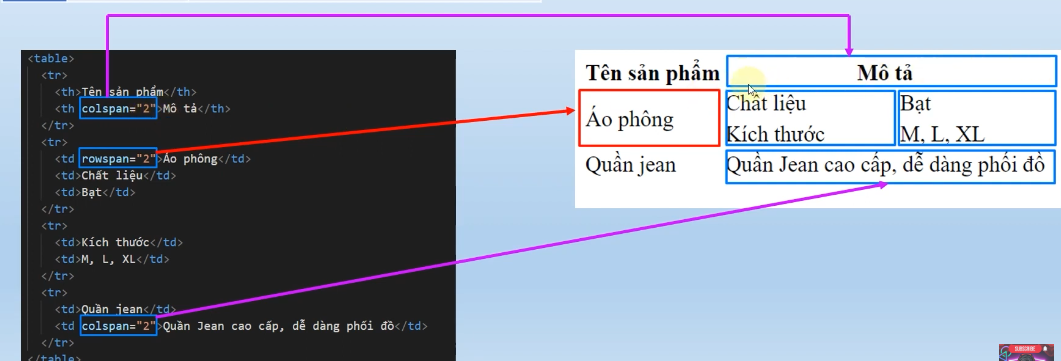 <table>
<tr>
<th>Tên sản phẩm</th>
<th colspan="2">Mô tả</th>
</tr>
<tr>
<td rowspan="2">Áo phông</td>
<td>Chất liệu</td>
<td>Bạt</td>
</tr>
<tr>
<td>Kích thước</td>
<td>M, L, XL</td>
</tr>
<tr>
<td>Quần jean</td>
<td colspan="2">Quần Jean cao cấp, dễ dàng phối đồ</td>
</tr>
</table>
Tên sản phẩm Mô tả
Áo phông
Chất liệu Bạt
Kích thước M, L, XL
Quần jean Quần Jean cao cấp, dễ dàng phối đồ
SUBSCRIBE